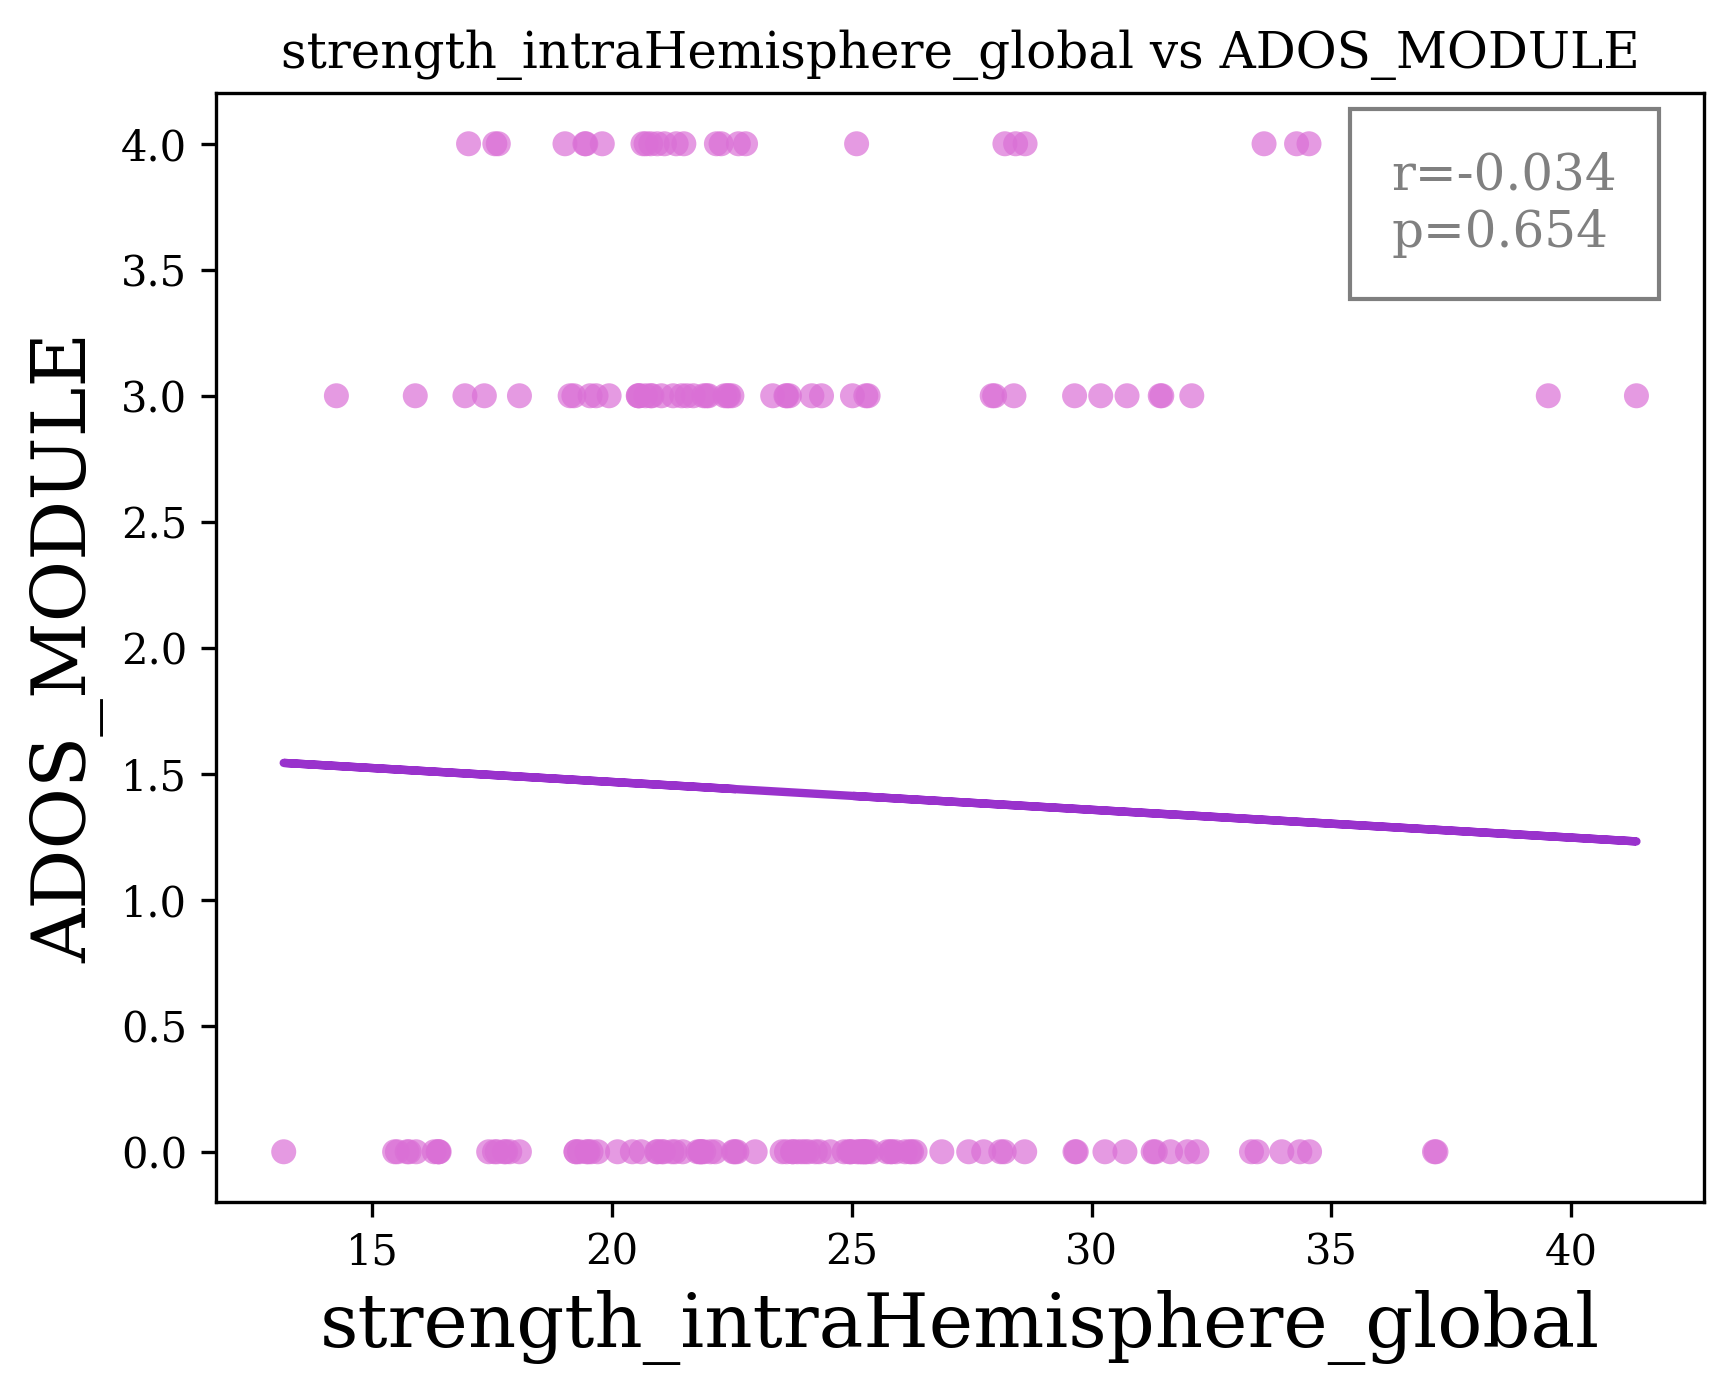 strength_intraHemisphere_global vs ADOS_MODULE
r=-0.034
p=0.654
ADOS_MODULE
4.0
3.5
3.0
2.5
2.0
1.5
1.0
0.5
0.0
15 20 25 30 35 40
strength_intraHemisphere_global